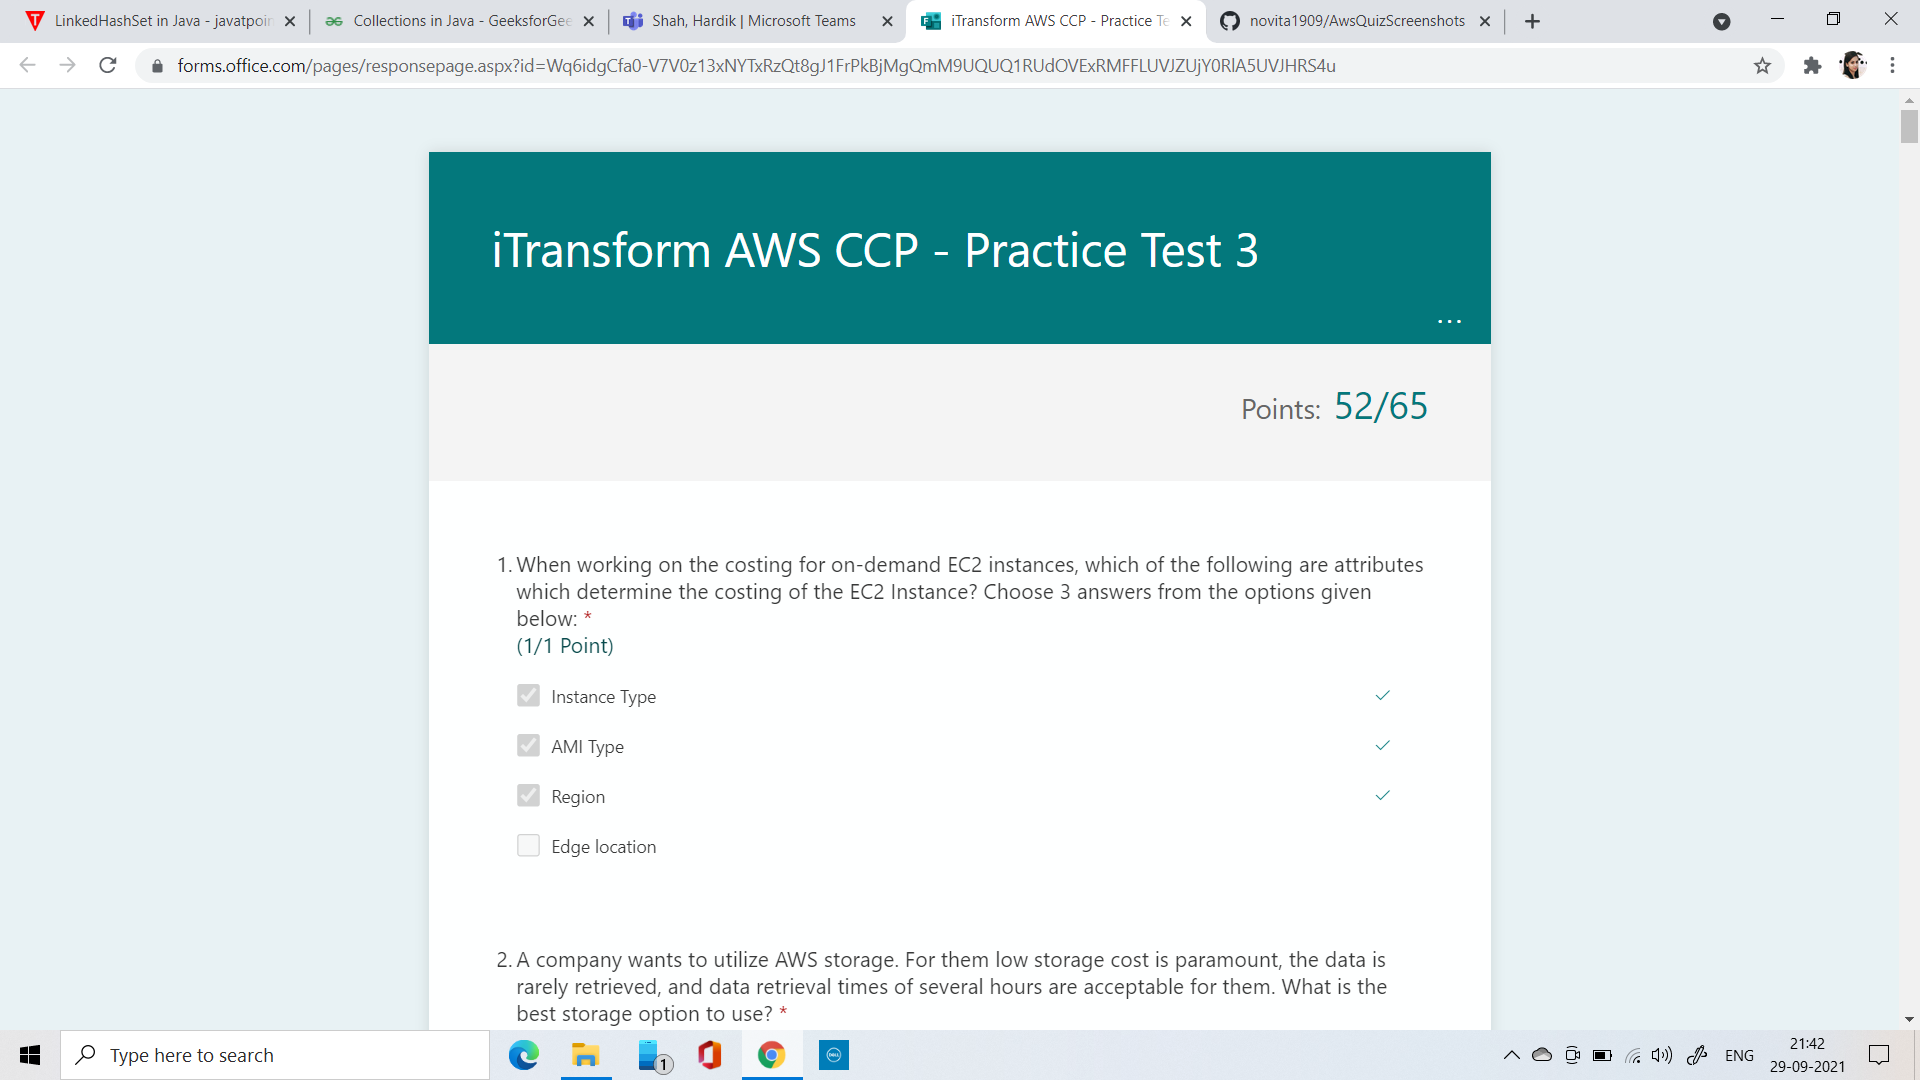 LinkedHashSet in Java - javatpoin
Collections in Java - GeeksforGee
Shah, Hardik | Microsoft Teams
iTransform AWS CCP - Practice Te
novita1909/AwsQuizScreenshots
forms.office.com/pages/responsepage.aspx?id=Wq6idgCfa0-V7V0z13xNYTxRzQt8gJ1FrPkBjMgQmM9UQUQ1RUdOVExRMFFLUVJZUjY0RlA5UVJHRS4u
iTransform AWS CCP - Practice Test 3
...
Points: 52/65
1. When working on the costing for on-demand EC2 instances, which of the following are attributes
which determine the costing of the EC2 Instance? Choose 3 answers from the options given
below: *
(1/1 Point)
Instance Type
AMI Type
Region
Edge location
2. A company wants to utilize AWS storage. For them low storage cost is paramount, the data is
rarely retrieved, and data retrieval times of several hours are acceptable for them. What is the
best storage option to use? *
Type here to search
1
DELL
ENG
21:42
29-09-2021